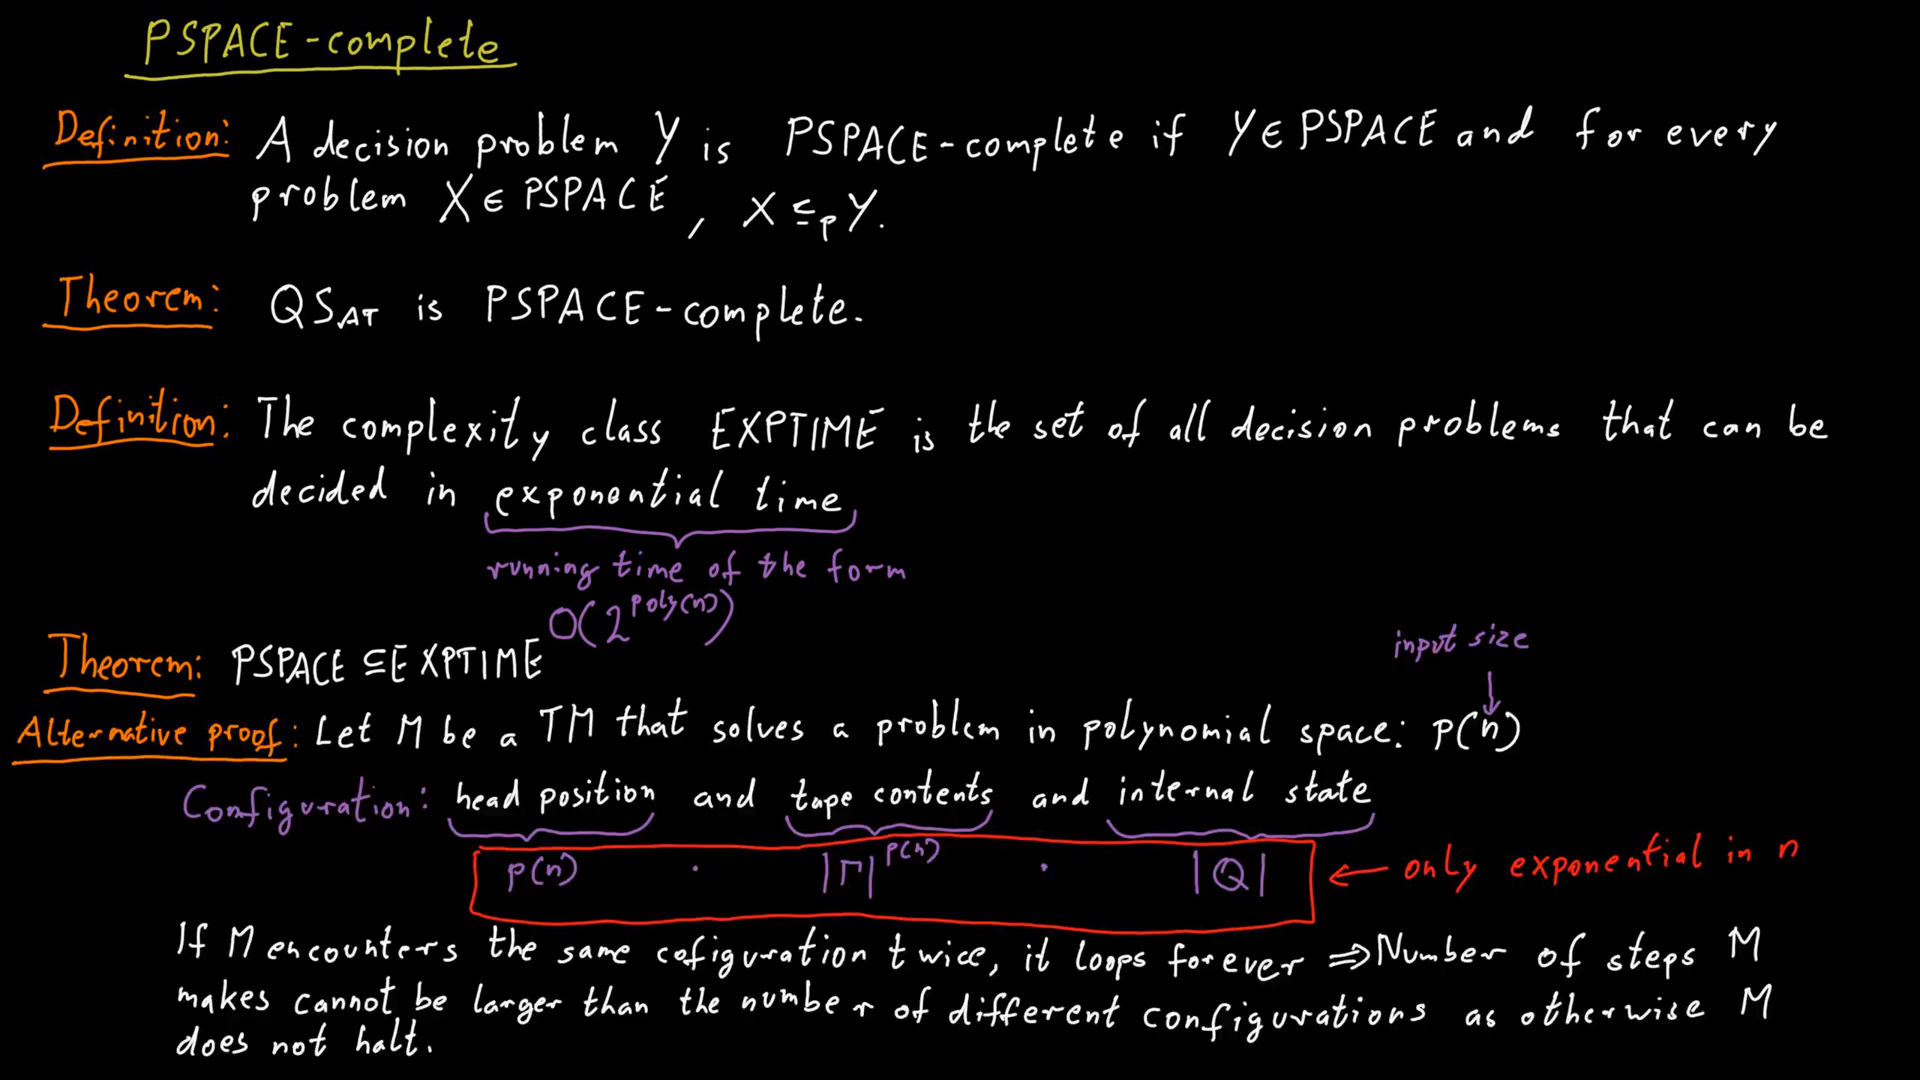 PSPACE-complete
Definition: A decision problem Y is PSPACE-complete if Y ∈ PSPACE and for every
problem X ∈ PSPACE, X ≤ₚ Y.
Theorem: QSAT is PSPACE-complete.
Definition: The complexity class EXPTIME is the set of all decision problems that can be
decided in exponential time
running time of the form
O(2^poly(n))
input size
Theorem: PSPACE ⊆ EXPTIME
Alternative proof: Let M be a TM that solves a problem in polynomial space: p(n)
Configuration: head position and tape contents and internal state
p(n) · |Γ|^p(n) · |Q| ← only exponential in n
If M encounters the same cofiguration twice, it loops forever ⇒ Number of steps M
makes cannot be larger than the number of different configurations as otherwise M
does not halt.